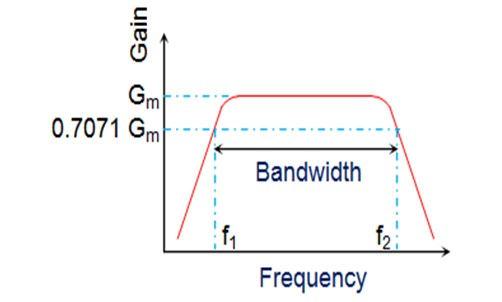 Gain
Gm
0.7071 Gm
Bandwidth
f1
f2
Frequency